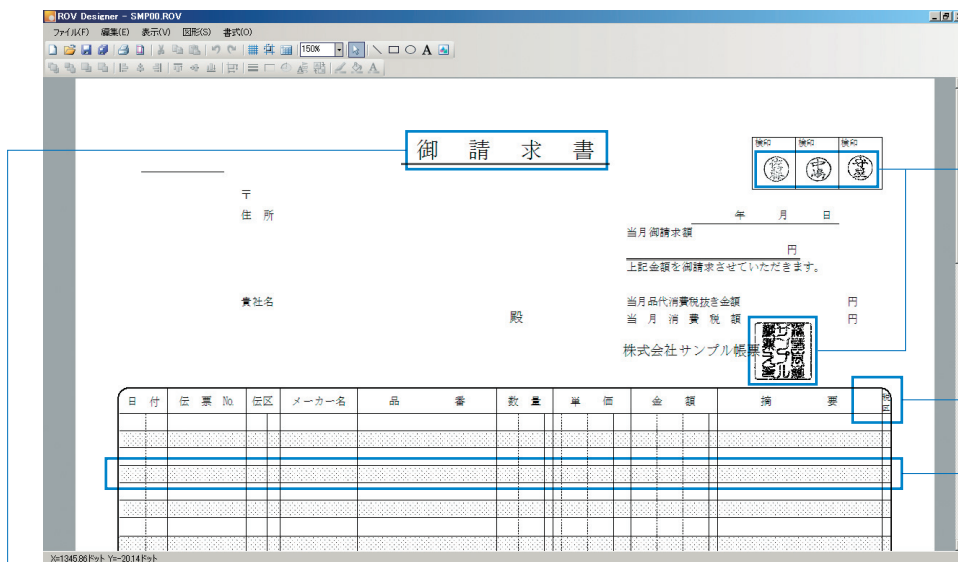 ROV Designer - SMP00.ROV
ファイル(F) 編集(E) 表示(V) 図形(S) 書式(O)
150%
御 請 求 書
検印 検印 検印
中嶋
〒
住 所
年 月 日
当月御請求額
円
上記金額を御請求させていただきます。
貴社名
殿
当月品代消費税抜き金額 円
当 月 消 費 税 額 円
株式会社サンプル帳票
日 付 伝 票 No. 伝区 メーカー名 品 番 数 量 単 価 金 額 摘 要 税区
X=1345.86ドット Y=-20.14ドット